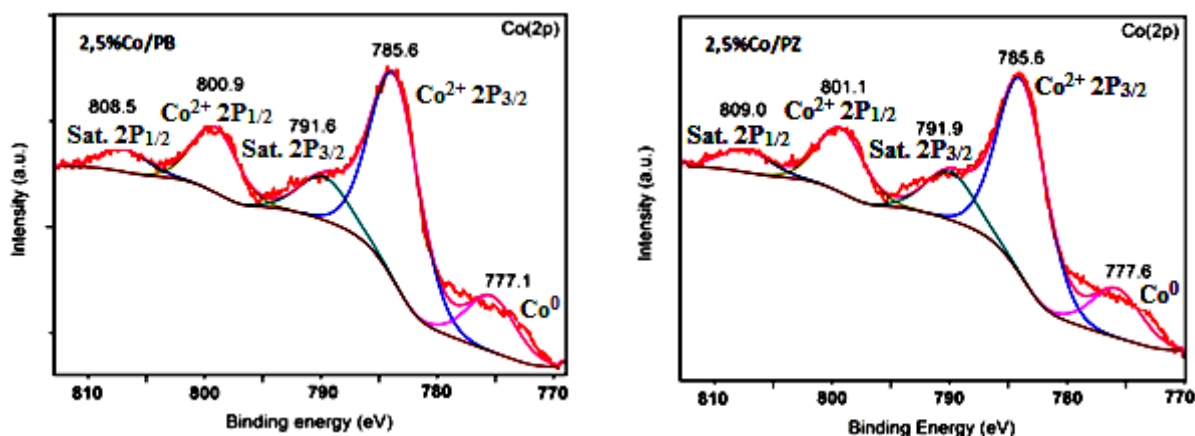 Co(2p)
2,5%Co/PB
785.6
Co²⁺ 2P₃/₂
800.9
Co²⁺ 2P₁/₂
808.5
Sat. 2P₁/₂
791.6
Sat. 2P₃/₂
777.1
Co⁰
Intensity (a.u.)
810 800 790 780 770
Binding energy (eV)
Co(2p)
2,5%Co/PZ
785.6
Co²⁺ 2P₃/₂
801.1
Co²⁺ 2P₁/₂
809.0
Sat. 2P₁/₂
791.9
Sat. 2P₃/₂
777.6
Co⁰
Intensity (a.u.)
810 800 790 780 770
Binding Energy (eV)